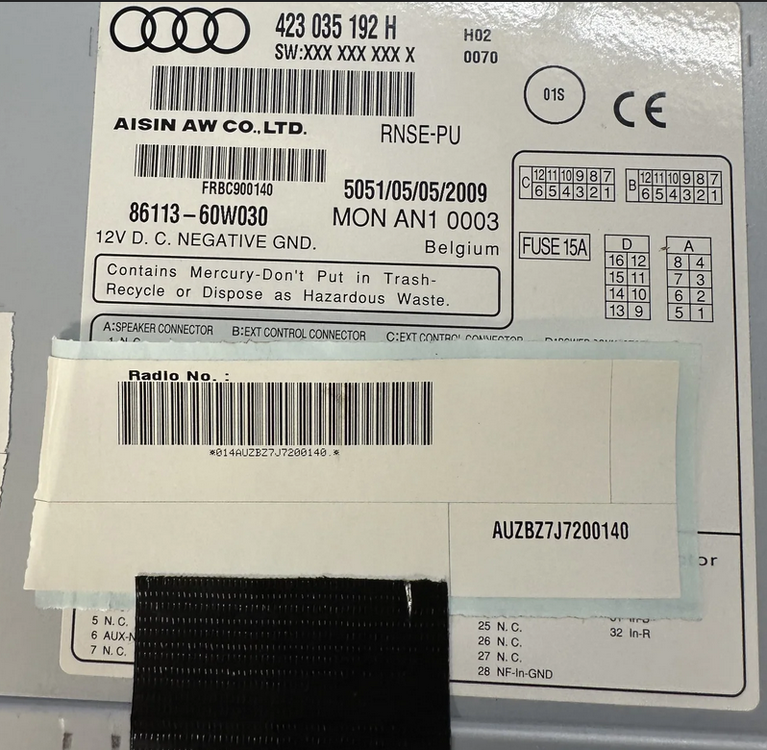 423 035 192 H
SW:XXX XXX XXX X
H02
0070
01S
CE
AISIN AW CO.,LTD.
RNSE-PU
FRBC900140
5051/05/05/2009
86113-60W030
MON AN1 0003
12V D. C. NEGATIVE GND.
Belgium
C
12 11 10 9 8 7
6 5 4 3 2 1
B
12 11 10 9 8 7
6 5 4 3 2 1
FUSE 15A
D
16 12
15 11
14 10
13 9
A
8 4
7 3
6 2
5 1
Contains Mercury-Don't Put in Trash-
Recycle or Dispose as Hazardous Waste.
A:SPEAKER CONNECTOR B:EXT CONTROL CONNECTOR C:EXT CONTROL CONNECTOR
Radio No. :
*014AUZBZ7J7200140.*
AUZBZ7J7200140
or
5 N. C.
6 AUX-
7 N. C.
25 N. C.
26 N. C.
27 N. C.
28 NF-In-GND
32 In-R